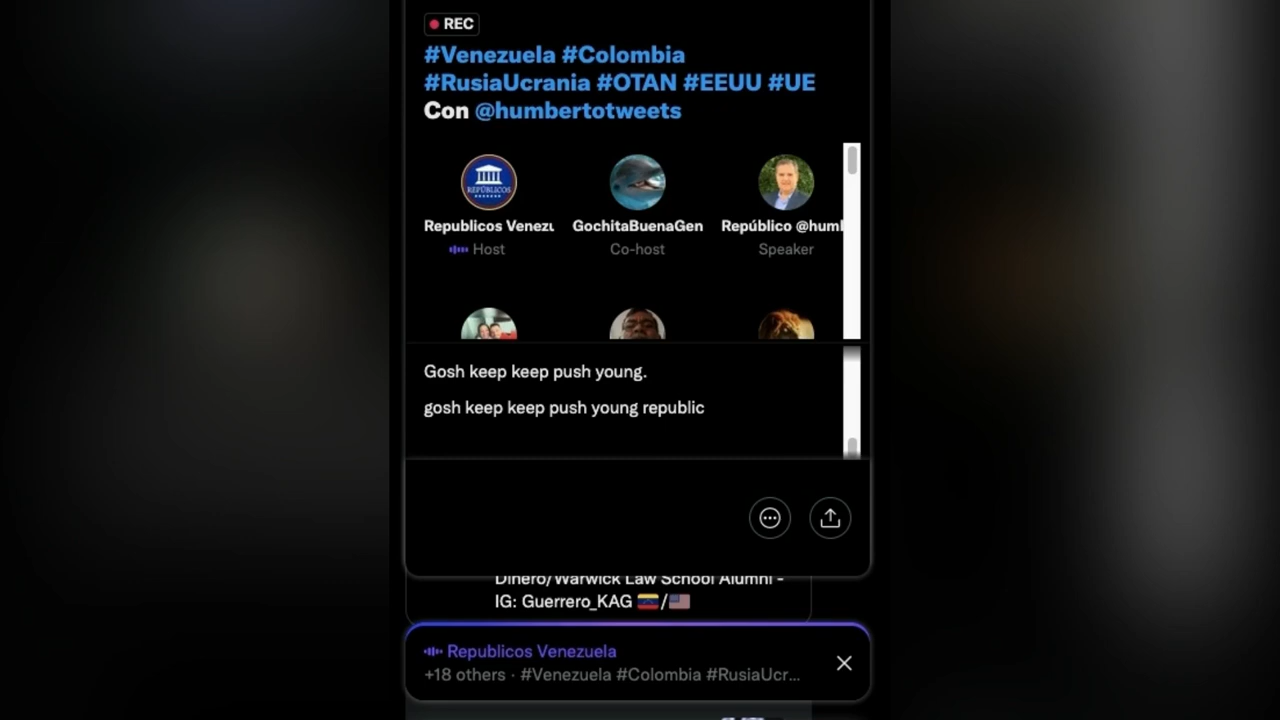 REC
#Venezuela #Colombia
#RusiaUcrania #OTAN #EEUU #UE
Con @humbertotweets
REPÚBLICOS
Republicos Venezu GochitaBuenaGen Repúblico @humb
Host Co-host Speaker
Gosh keep keep push young.
gosh keep keep push young republic
Dinero/Warwick Law School Alumni -
IG: Guerrero_KAG 🇻🇪/🇺🇸
Republicos Venezuela
+18 others · #Venezuela #Colombia #RusiaUcr...